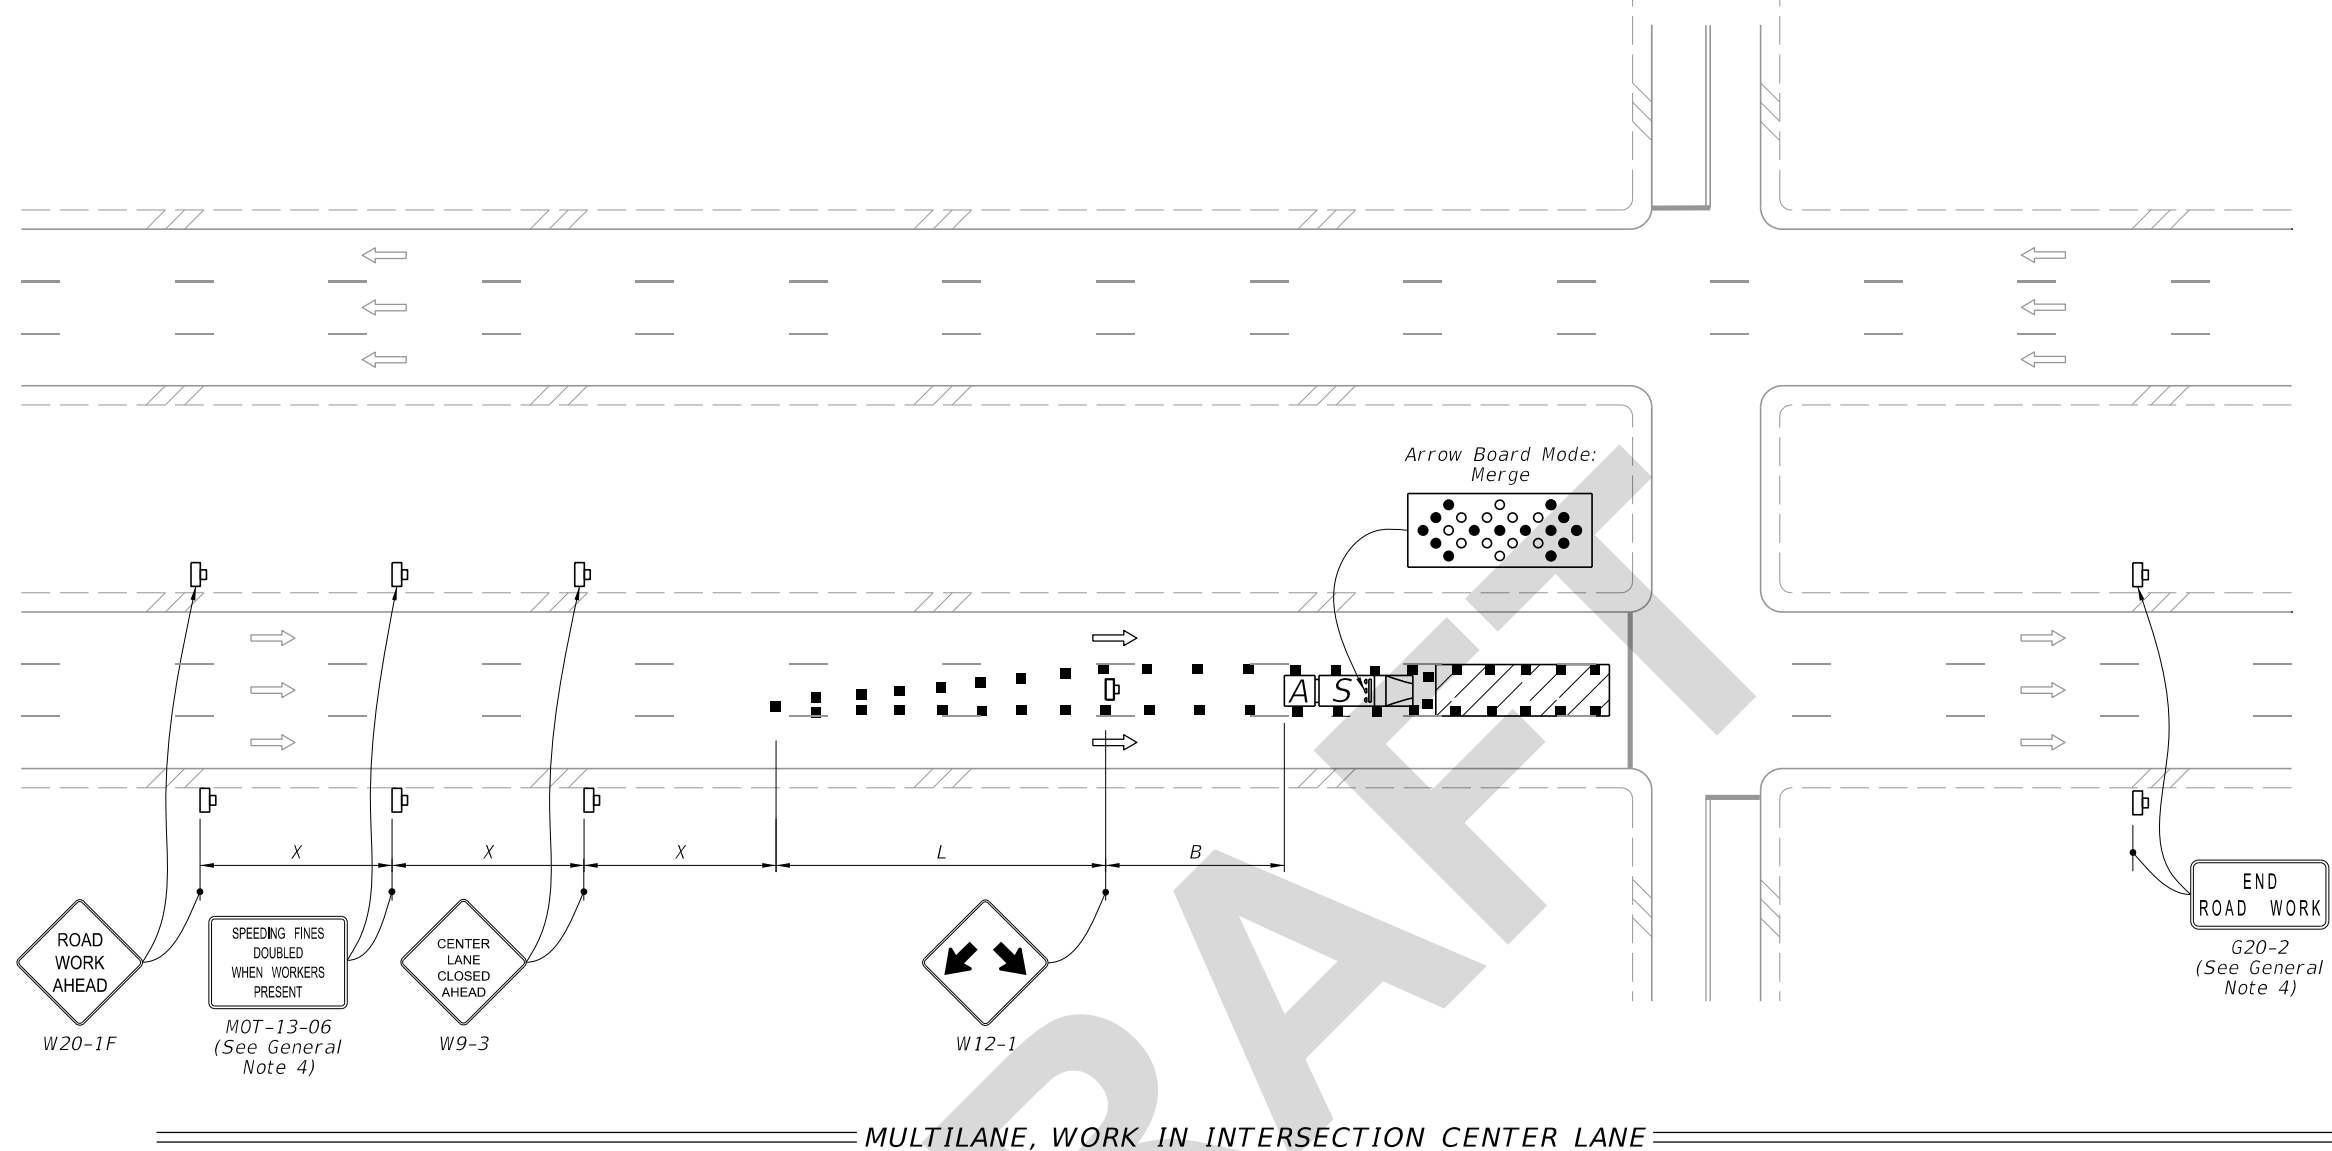 Arrow Board Mode:
Merge
A
S
X
X
X
L
B
ROAD
WORK
AHEAD
W20-1F
SPEEDING FINES
DOUBLED
WHEN WORKERS
PRESENT
MOT-13-06
(See General
Note 4)
CENTER
LANE
CLOSED
AHEAD
W9-3
W12-1
END
ROAD WORK
G20-2
(See General
Note 4)
MULTILANE, WORK IN INTERSECTION CENTER LANE
RAFT